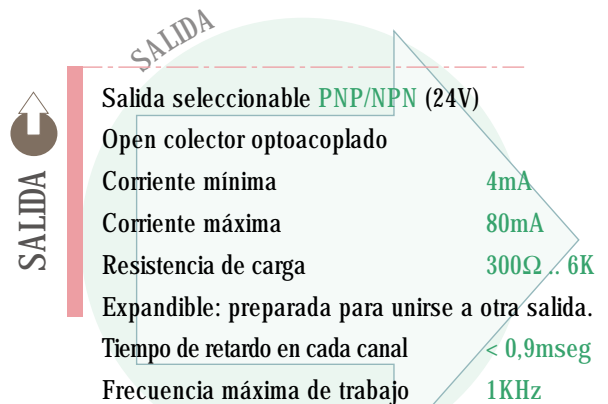 SALIDA
SALIDA
Salida seleccionable PNP/NPN (24V)
Open colector optoacoplado
Corriente mínima 4mA
Corriente máxima 80mA
Resistencia de carga 300Ω .. 6K
Expandible: preparada para unirse a otra salida.
Tiempo de retardo en cada canal < 0,9mseg
Frecuencia máxima de trabajo 1KHz